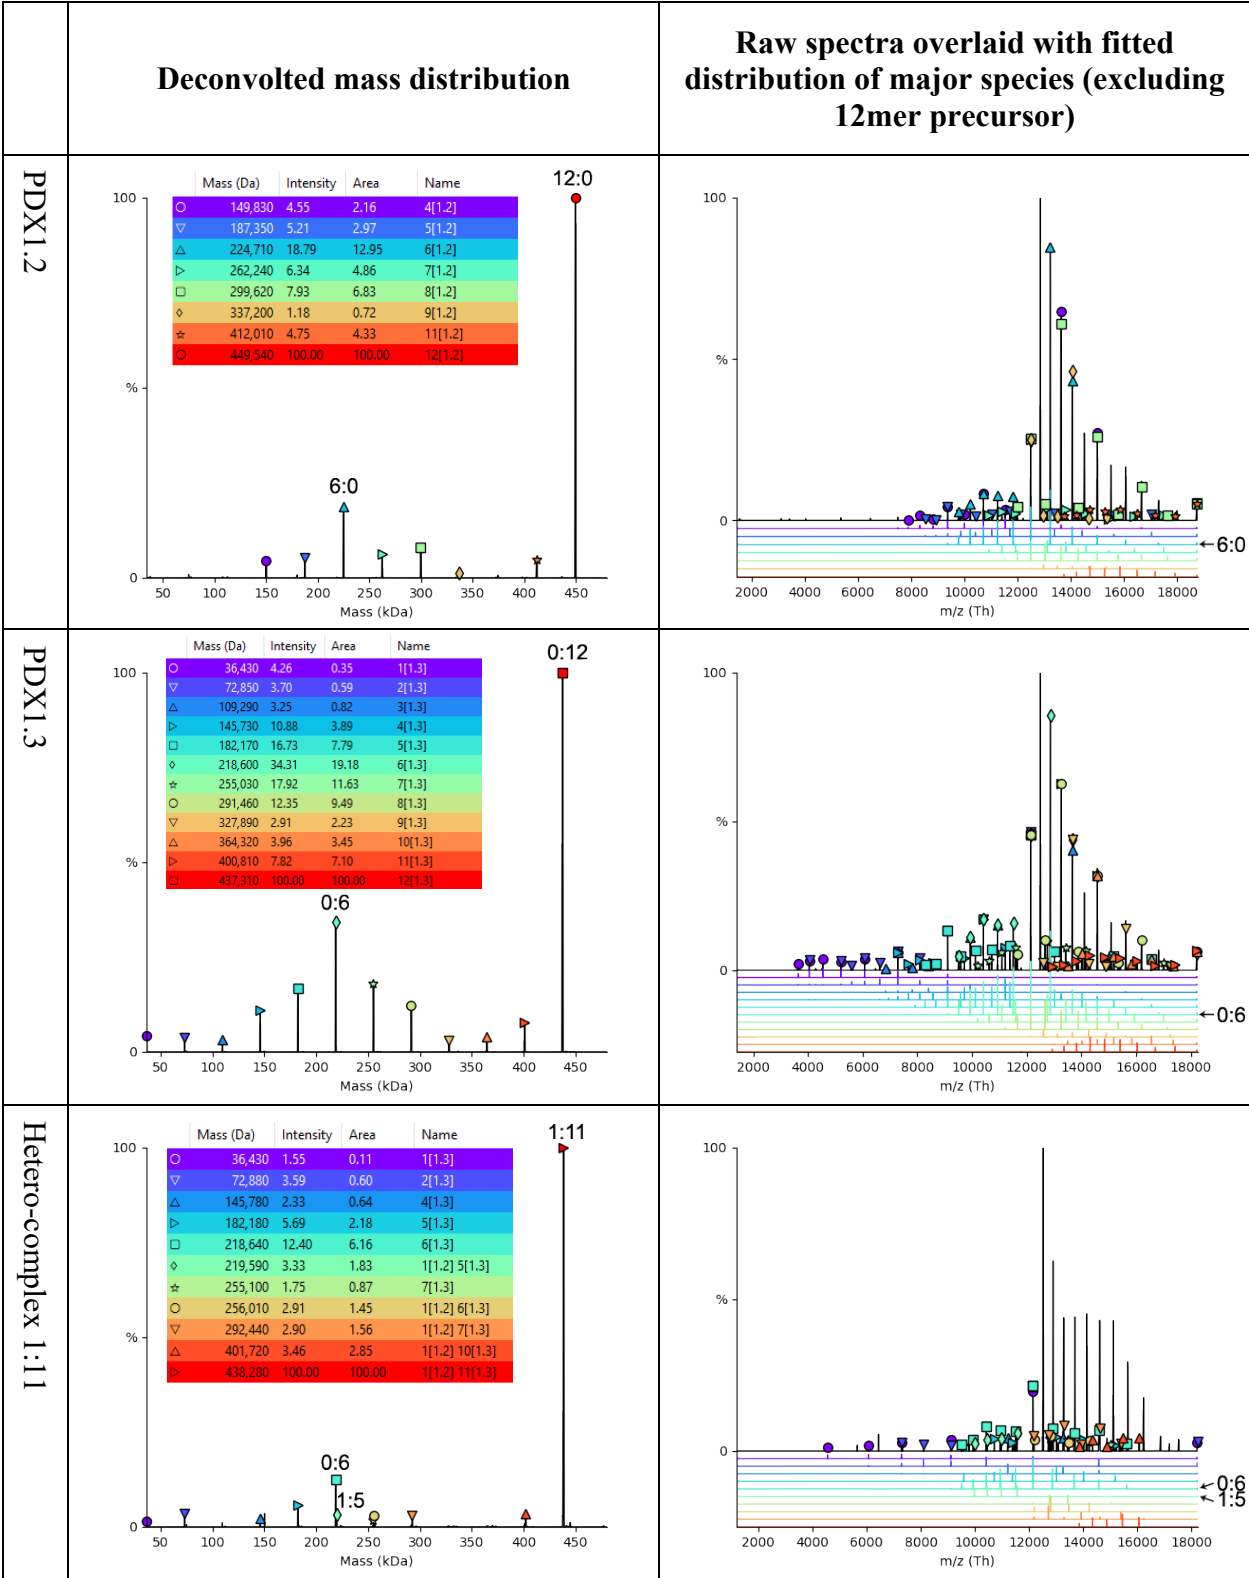 Deconvolted mass distribution
Raw spectra overlaid with fitted
distribution of major species (excluding
12mer precursor)
PDX1.2
Mass (Da) Intensity Area Name
149,830 4.55 2.16 4[1.2]
187,350 5.21 2.97 5[1.2]
224,710 18.79 12.95 6[1.2]
262,240 6.34 4.86 7[1.2]
299,620 7.93 6.83 8[1.2]
337,200 1.18 0.72 9[1.2]
412,010 4.75 4.33 11[1.2]
449,540 100.00 100.00 12[1.2]
12:0
6:0
100
%
0
50 100 150 200 250 300 350 400 450
Mass (kDa)
100
%
0
6:0
2000 4000 6000 8000 10000 12000 14000 16000 18000
m/z (Th)
PDX1.3
Mass (Da) Intensity Area Name
36,430 4.26 0.35 1[1.3]
72,850 3.70 0.59 2[1.3]
109,290 3.25 0.82 3[1.3]
145,730 10.88 3.89 4[1.3]
182,170 16.73 7.79 5[1.3]
218,600 34.31 19.18 6[1.3]
255,030 17.92 11.63 7[1.3]
291,460 12.35 9.49 8[1.3]
327,890 2.91 2.23 9[1.3]
364,320 3.96 3.45 10[1.3]
400,810 7.82 7.10 11[1.3]
437,310 100.00 100.00 12[1.3]
0:12
0:6
100
%
0
50 100 150 200 250 300 350 400 450
Mass (kDa)
100
%
0
0:6
2000 4000 6000 8000 10000 12000 14000 16000 18000
m/z (Th)
Hetero-complex 1:11
Mass (Da) Intensity Area Name
36,430 1.55 0.11 1[1.3]
72,880 3.59 0.60 2[1.3]
145,780 2.33 0.64 4[1.3]
182,180 5.69 2.18 5[1.3]
218,640 12.40 6.16 6[1.3]
219,590 3.33 1.83 1[1.2] 5[1.3]
255,100 1.75 0.87 7[1.3]
256,010 2.91 1.45 1[1.2] 6[1.3]
292,440 2.90 1.56 1[1.2] 7[1.3]
401,720 3.46 2.85 1[1.2] 10[1.3]
438,280 100.00 100.00 1[1.2] 11[1.3]
1:11
0:6
1:5
100
%
0
50 100 150 200 250 300 350 400 450
Mass (kDa)
100
%
0
0:6
1:5
2000 4000 6000 8000 10000 12000 14000 16000 18000
m/z (Th)